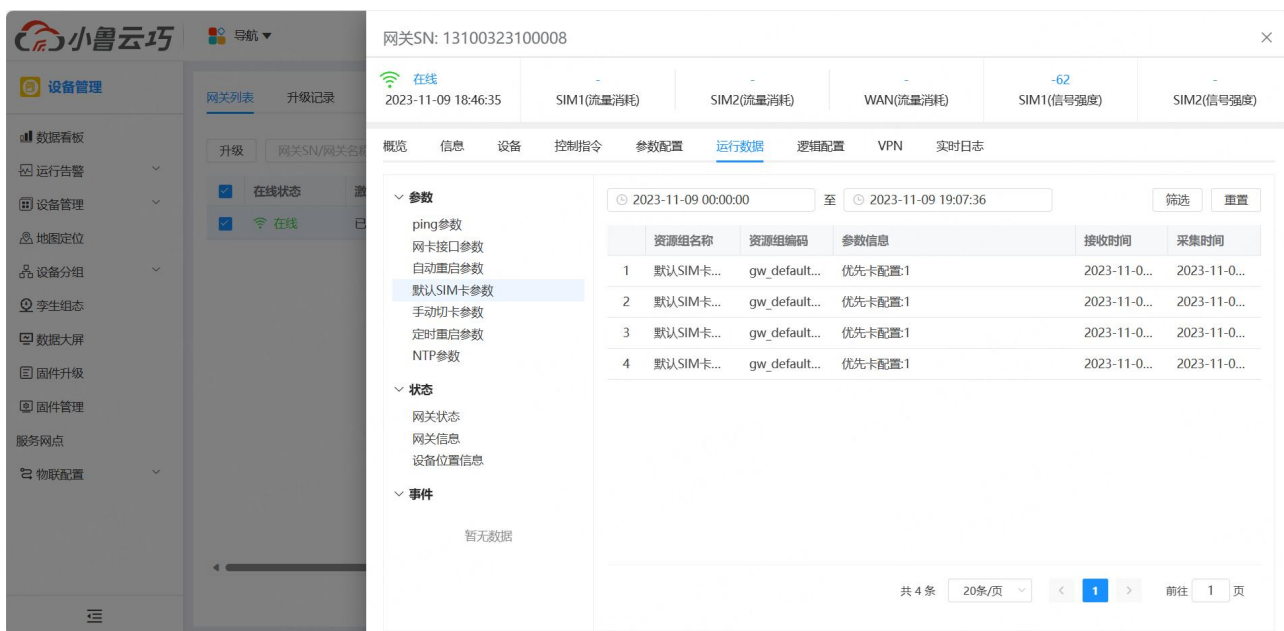 小鲁云巧
导航
设备管理
数据看板
运行告警
设备管理
地图定位
设备分组
孪生组态
数据大屏
固件升级
固件管理
服务网点
物联配置
网关列表 升级记录
升级 网关SN/网关名称
在线状态 激
在线 已
网关SN: 13100323100008
在线 - - - -62 -
2023-11-09 18:46:35 SIM1(流量消耗) SIM2(流量消耗) WAN(流量消耗) SIM1(信号强度) SIM2(信号强度)
概览 信息 设备 控制指令 参数配置 运行数据 逻辑配置 VPN 实时日志
参数
ping参数
网卡接口参数
自动重启参数
默认SIM卡参数
手动切卡参数
定时重启参数
NTP参数
状态
网关状态
网关信息
设备位置信息
事件
暂无数据
2023-11-09 00:00:00 至 2023-11-09 19:07:36 筛选 重置
资源组名称 资源组编码 参数信息 接收时间 采集时间
1 默认SIM卡... gw_default... 优先卡配置:1 2023-11-0... 2023-11-0...
2 默认SIM卡... gw_default... 优先卡配置:1 2023-11-0... 2023-11-0...
3 默认SIM卡... gw_default... 优先卡配置:1 2023-11-0... 2023-11-0...
4 默认SIM卡... gw_default... 优先卡配置:1 2023-11-0... 2023-11-0...
共 4 条 20条/页 1 前往 1 页